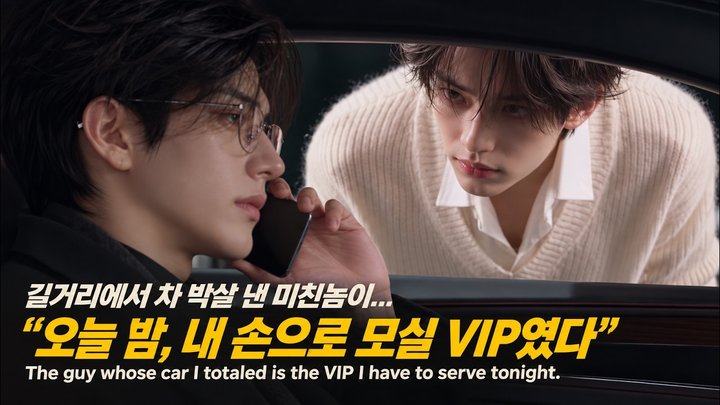 길거리에서 차 박살 낸 미친놈이...
“오늘 밤, 내 손으로 모실 VIP였다”
The guy whose car I totaled is the VIP I have to serve tonight.